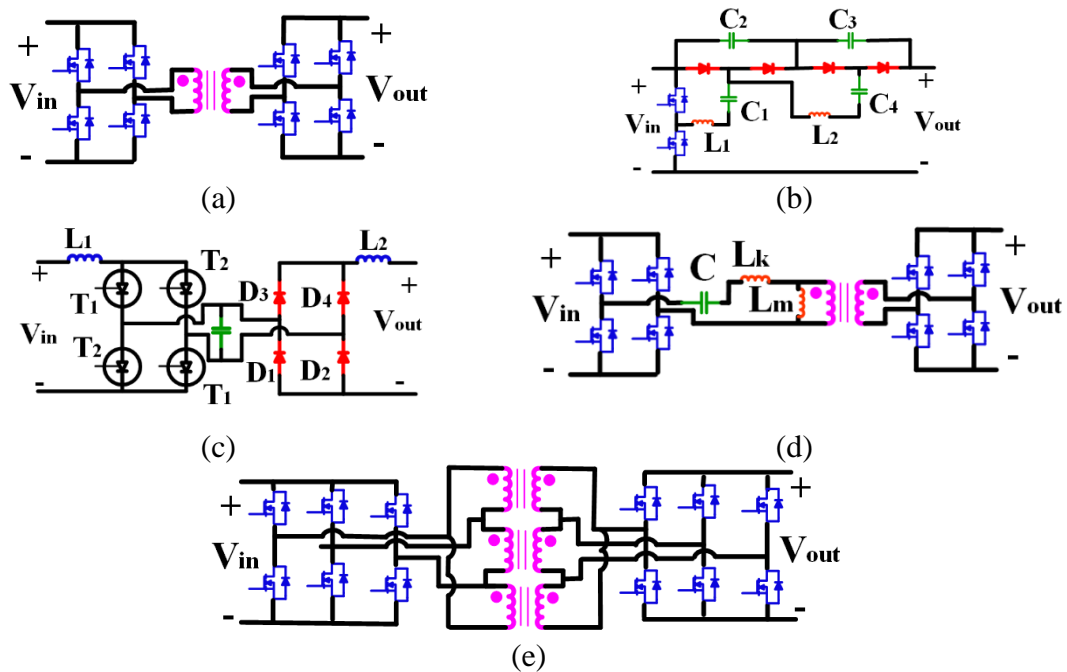 + + Vin Vout - -
(a)
C2 C3 + + Vin C1 C4 Vout L1 L2 - -
(b)
L1 L2 + T2 + T1 D3 D4 Vin Vout T2 D1 D2 - T1 -
(c)
+ C Lk + Vin Lm Vout - -
(d)
+ + Vin Vout - -
(e)